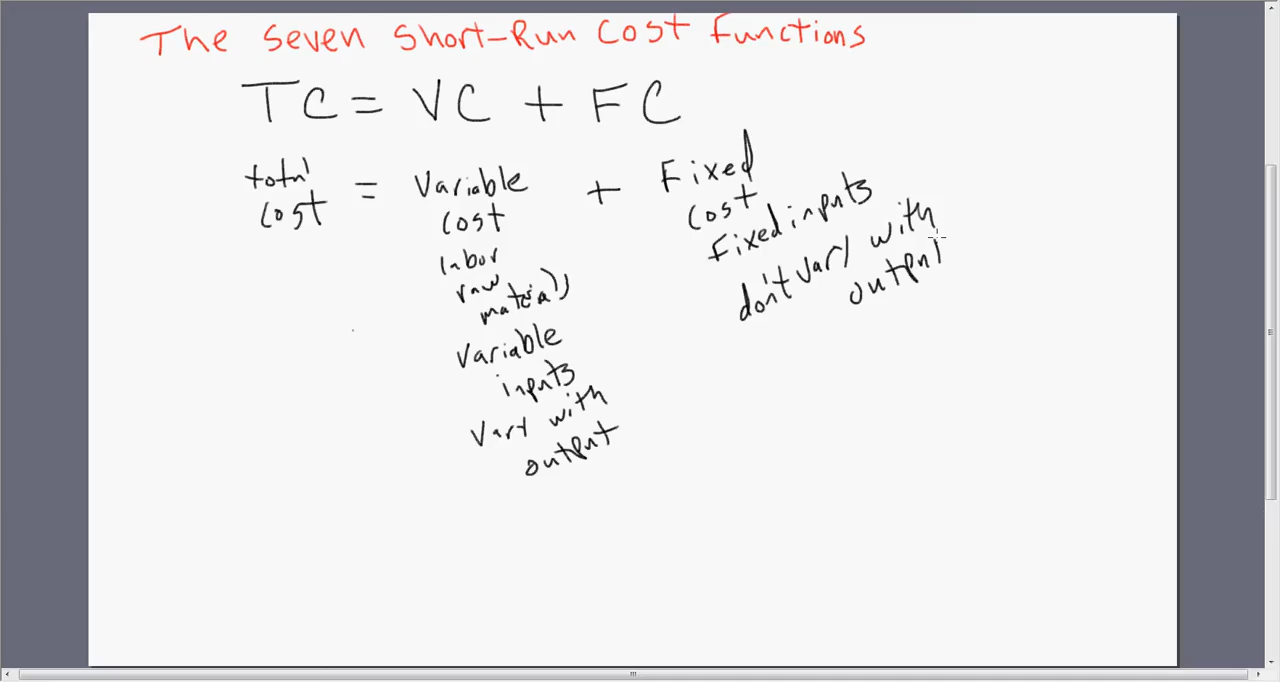 The Seven Short-Run Cost Functions
TC = VC + FC
total cost = Variable cost + Fixed cost
labor
raw materials
Variable inputs
vary with output
Fixed inputs
don't vary with output